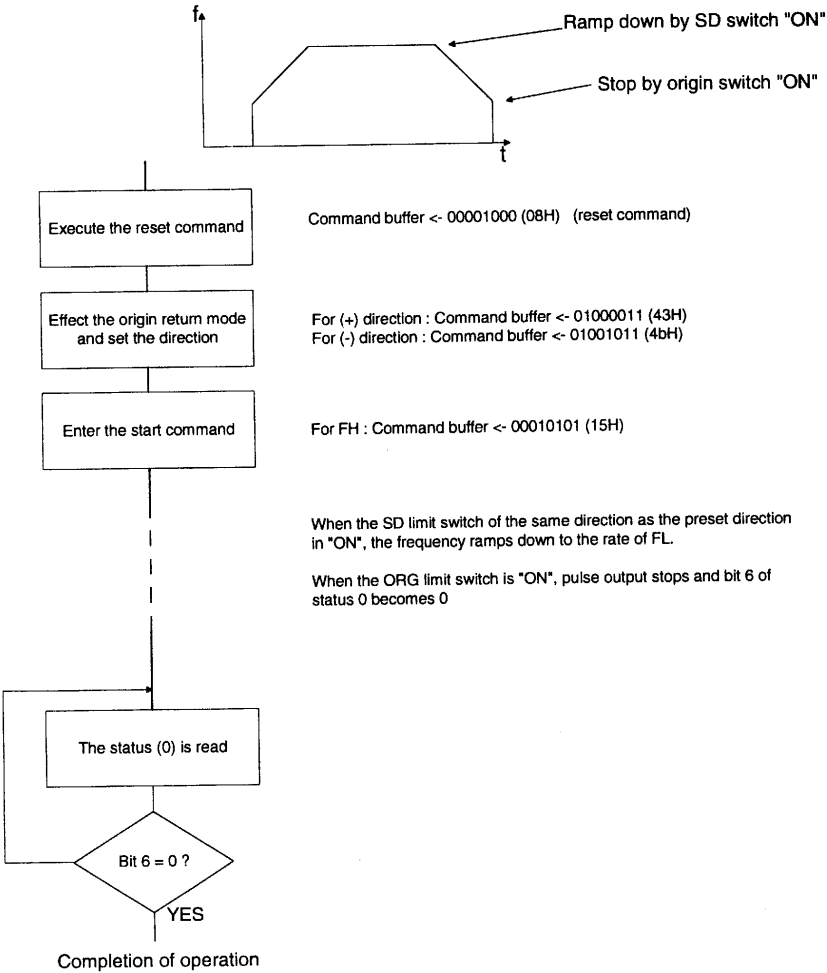 f
Ramp down by SD switch "ON"
Stop by origin switch "ON"
t
Execute the reset command
Command buffer <- 00001000 (08H) (reset command)
Effect the origin return mode
and set the direction
For (+) direction : Command buffer <- 01000011 (43H)
For (-) direction : Command buffer <- 01001011 (4bH)
Enter the start command
For FH : Command buffer <- 00010101 (15H)
When the SD limit switch of the same direction as the preset direction
in "ON", the frequency ramps down to the rate of FL.
When the ORG limit switch is "ON", pulse output stops and bit 6 of
status 0 becomes 0
The status (0) is read
Bit 6 = 0 ?
YES
Completion of operation